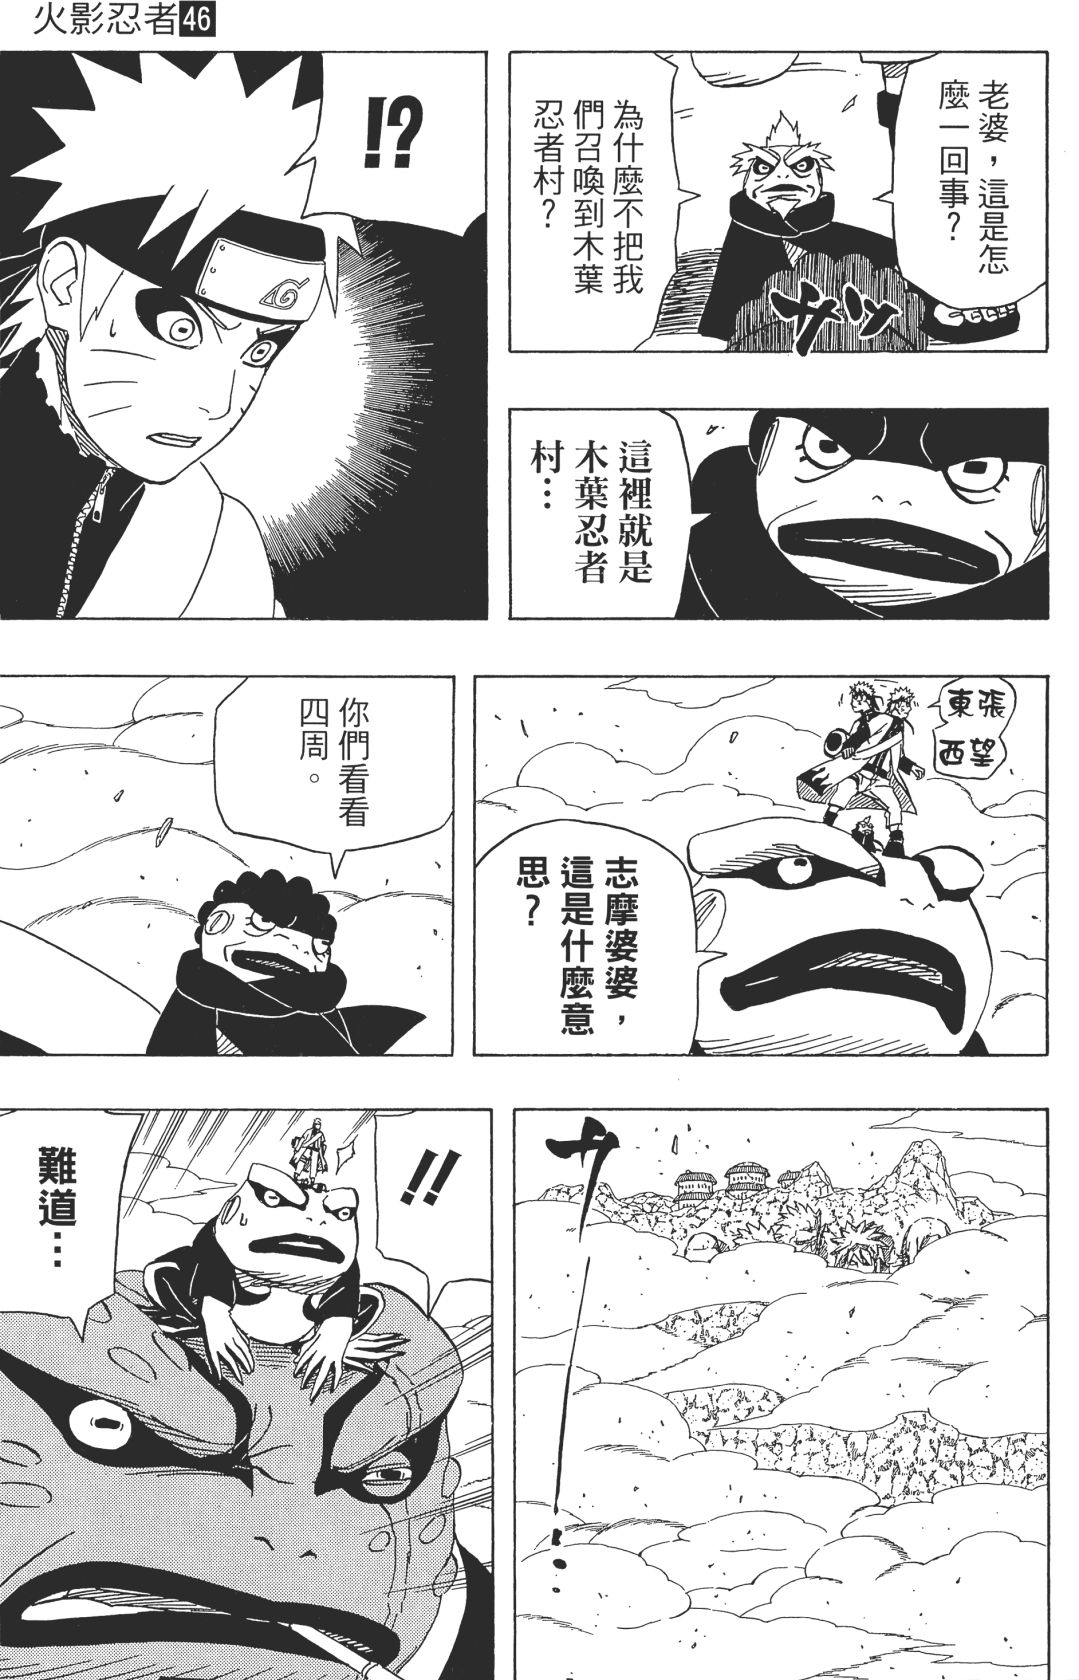 火影忍者46
老婆，這是怎
麼一回事？
為什麼不把我
們召喚到木葉
忍者村？
ザッ
!?
這裡就是
木葉忍者
村…
張望
東西
志摩婆婆，
這是什麼意
思？
你們看看
四周。
ザ──…
!!
難道…